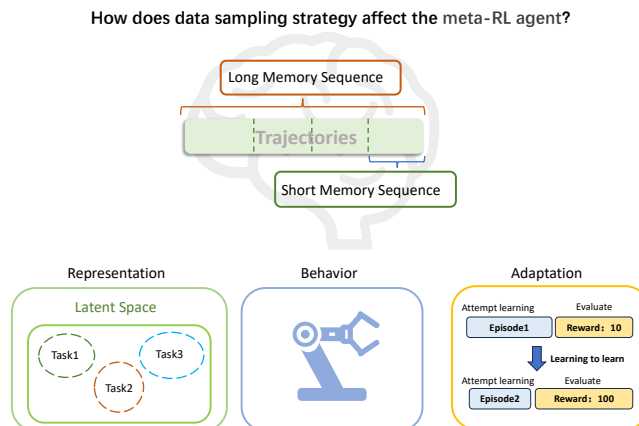 How does data sampling strategy affect the meta-RL agent?
Long Memory Sequence
Trajectories
Short Memory Sequence
Representation
Behavior
Adaptation
Latent Space
Task1
Task2
Task3
Attempt learning
Evaluate
Episode1
Reward: 10
Learning to learn
Attempt learning
Evaluate
Episode2
Reward: 100